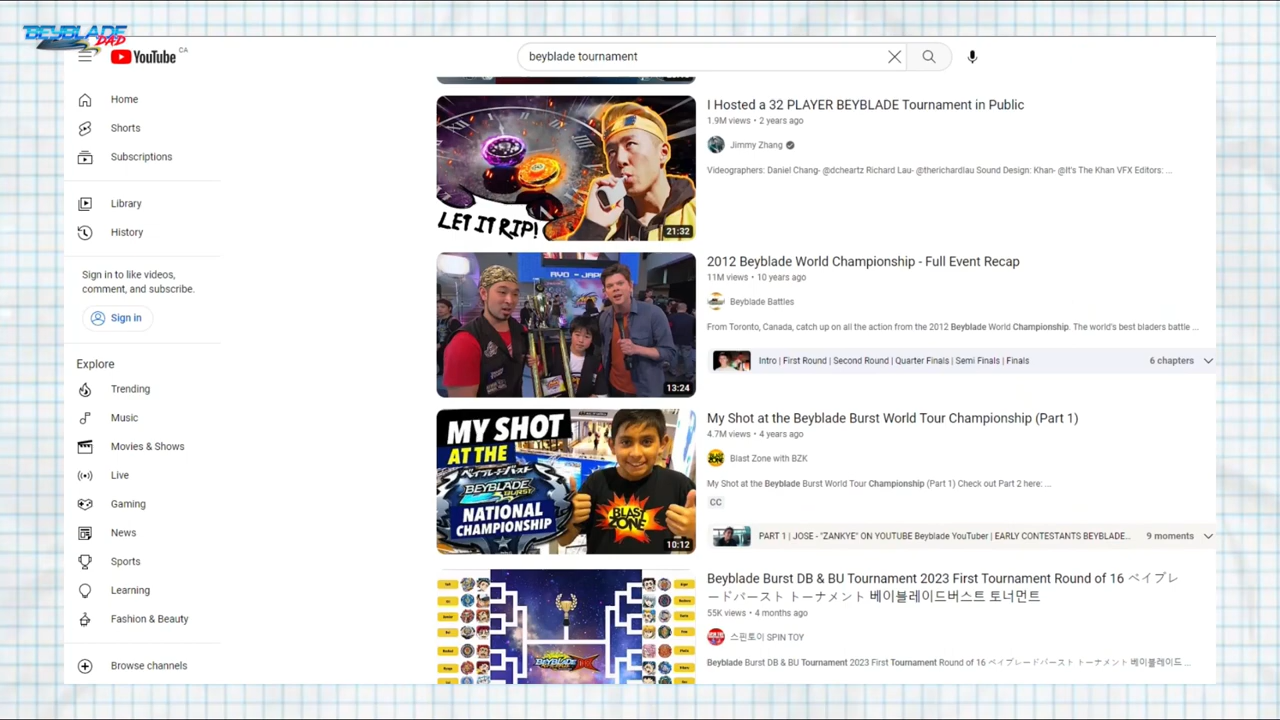 BEYBLADE
DAD
YouTube
CA
beyblade tournament
Home
Shorts
Subscriptions
Library
History
Sign in to like videos,
comment, and subscribe.
Sign in
Explore
Trending
Music
Movies & Shows
Live
Gaming
News
Sports
Learning
Fashion & Beauty
Browse channels
LET IT RIP!
21:32
I Hosted a 32 PLAYER BEYBLADE Tournament in Public
1.9M views • 2 years ago
Jimmy Zhang
Videographers: Daniel Chang- @dcheartz Richard Lau- @therichardlau Sound Design: Khan- @It's The Khan VFX Editors: ...
13:24
2012 Beyblade World Championship - Full Event Recap
11M views • 10 years ago
Beyblade Battles
From Toronto, Canada, catch up on all the action from the 2012 Beyblade World Championship. The world's best bladers battle ...
Intro | First Round | Second Round | Quarter Finals | Semi Finals | Finals
6 chapters
MY SHOT
AT THE
ベイブレードバースト
BEYBLADE
BURST
NATIONAL
CHAMPIONSHIP
BLAST
ZONE
10:12
My Shot at the Beyblade Burst World Tour Championship (Part 1)
4.7M views • 4 years ago
Blast Zone with BZK
My Shot at the Beyblade Burst World Tour Championship (Part 1) Check out Part 2 here: ...
CC
PART 1 | JOSE - "ZANKYE" ON YOUTUBE Beyblade YouTuber | EARLY CONTESTANTS BEYBLADE...
9 moments
Beyblade Burst DB & BU Tournament 2023 First Tournament Round of 16 ベイブレ
ードバースト トーナメント 베이블레이드버스트 토너먼트
55K views • 4 months ago
스핀토이 SPIN TOY
Beyblade Burst DB & BU Tournament 2023 First Tournament Round of 16 ベイブレードバースト トーナメント 베이블레이드 ...